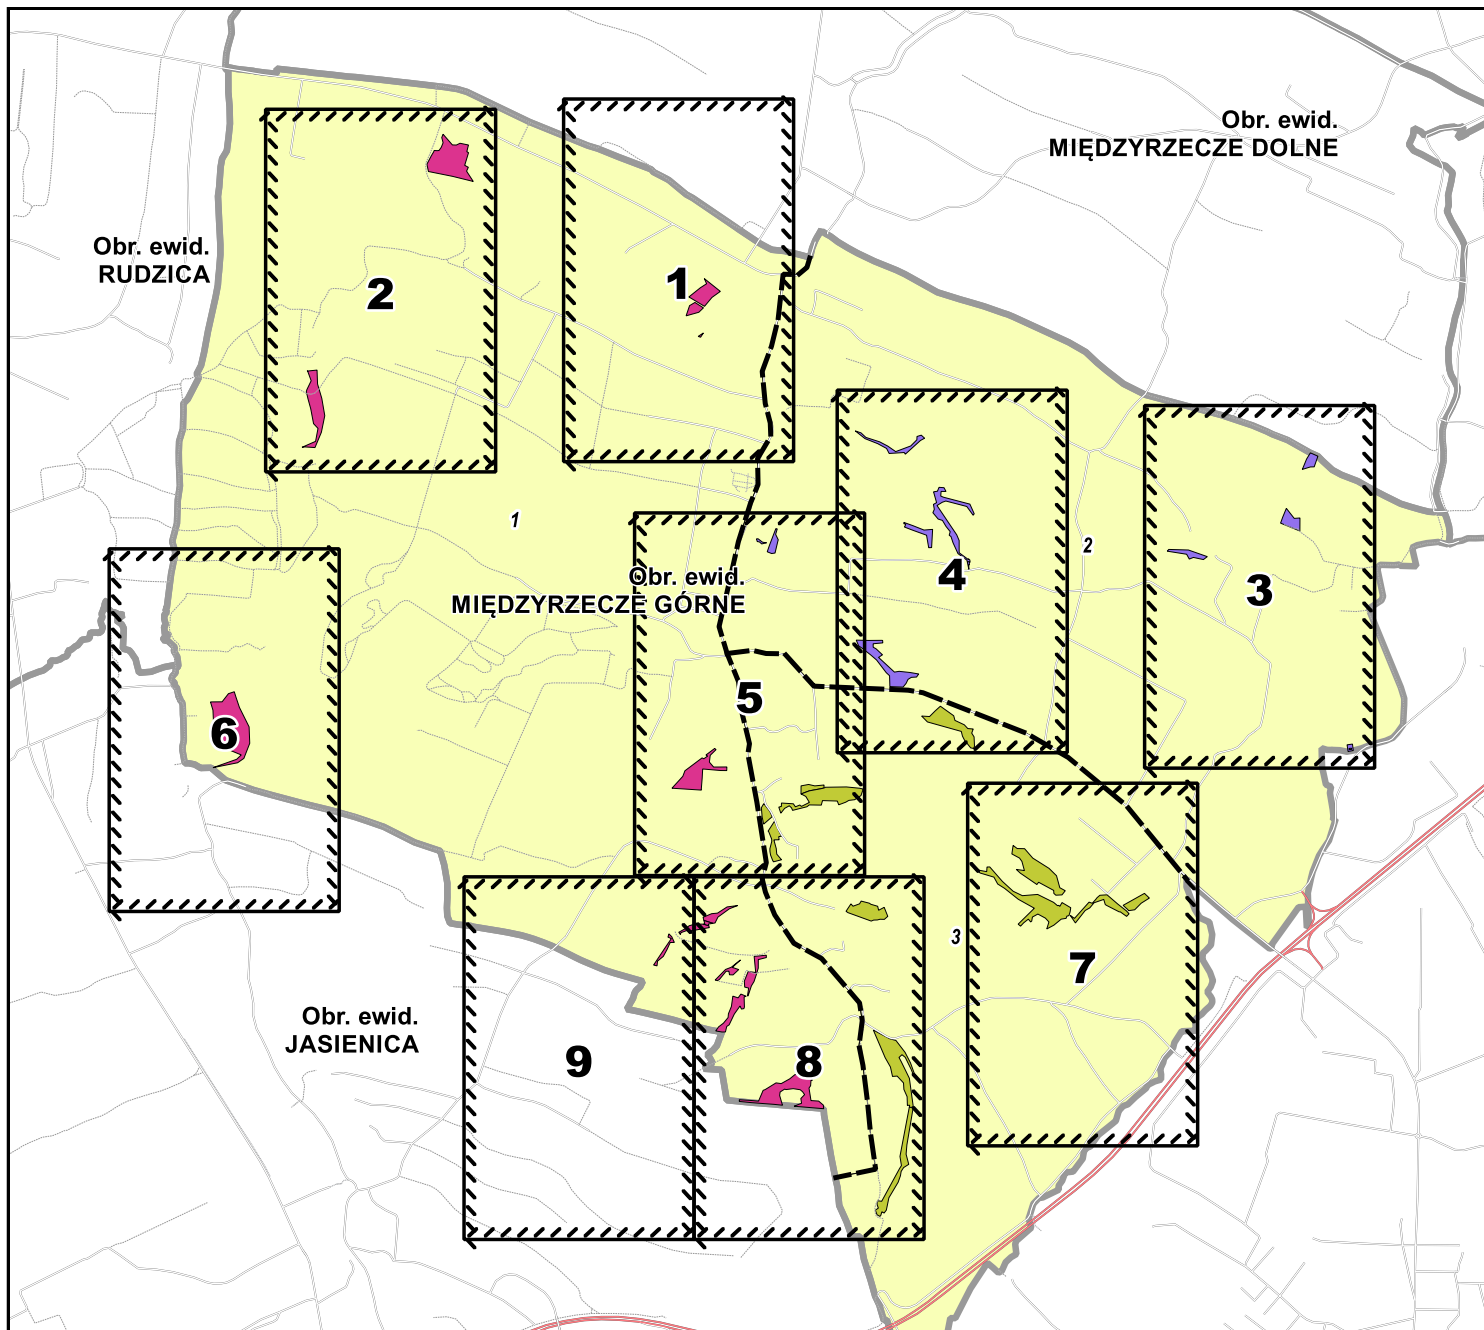 Obr. ewid.
MIĘDZYRZECZE DOLNE
Obr. ewid.
RUDZICA
2
1
1
2
Obr. ewid.
MIĘDZYRZECZE GÓRNE
4
3
5
6
3
7
Obr. ewid.
JASIENICA
9
8